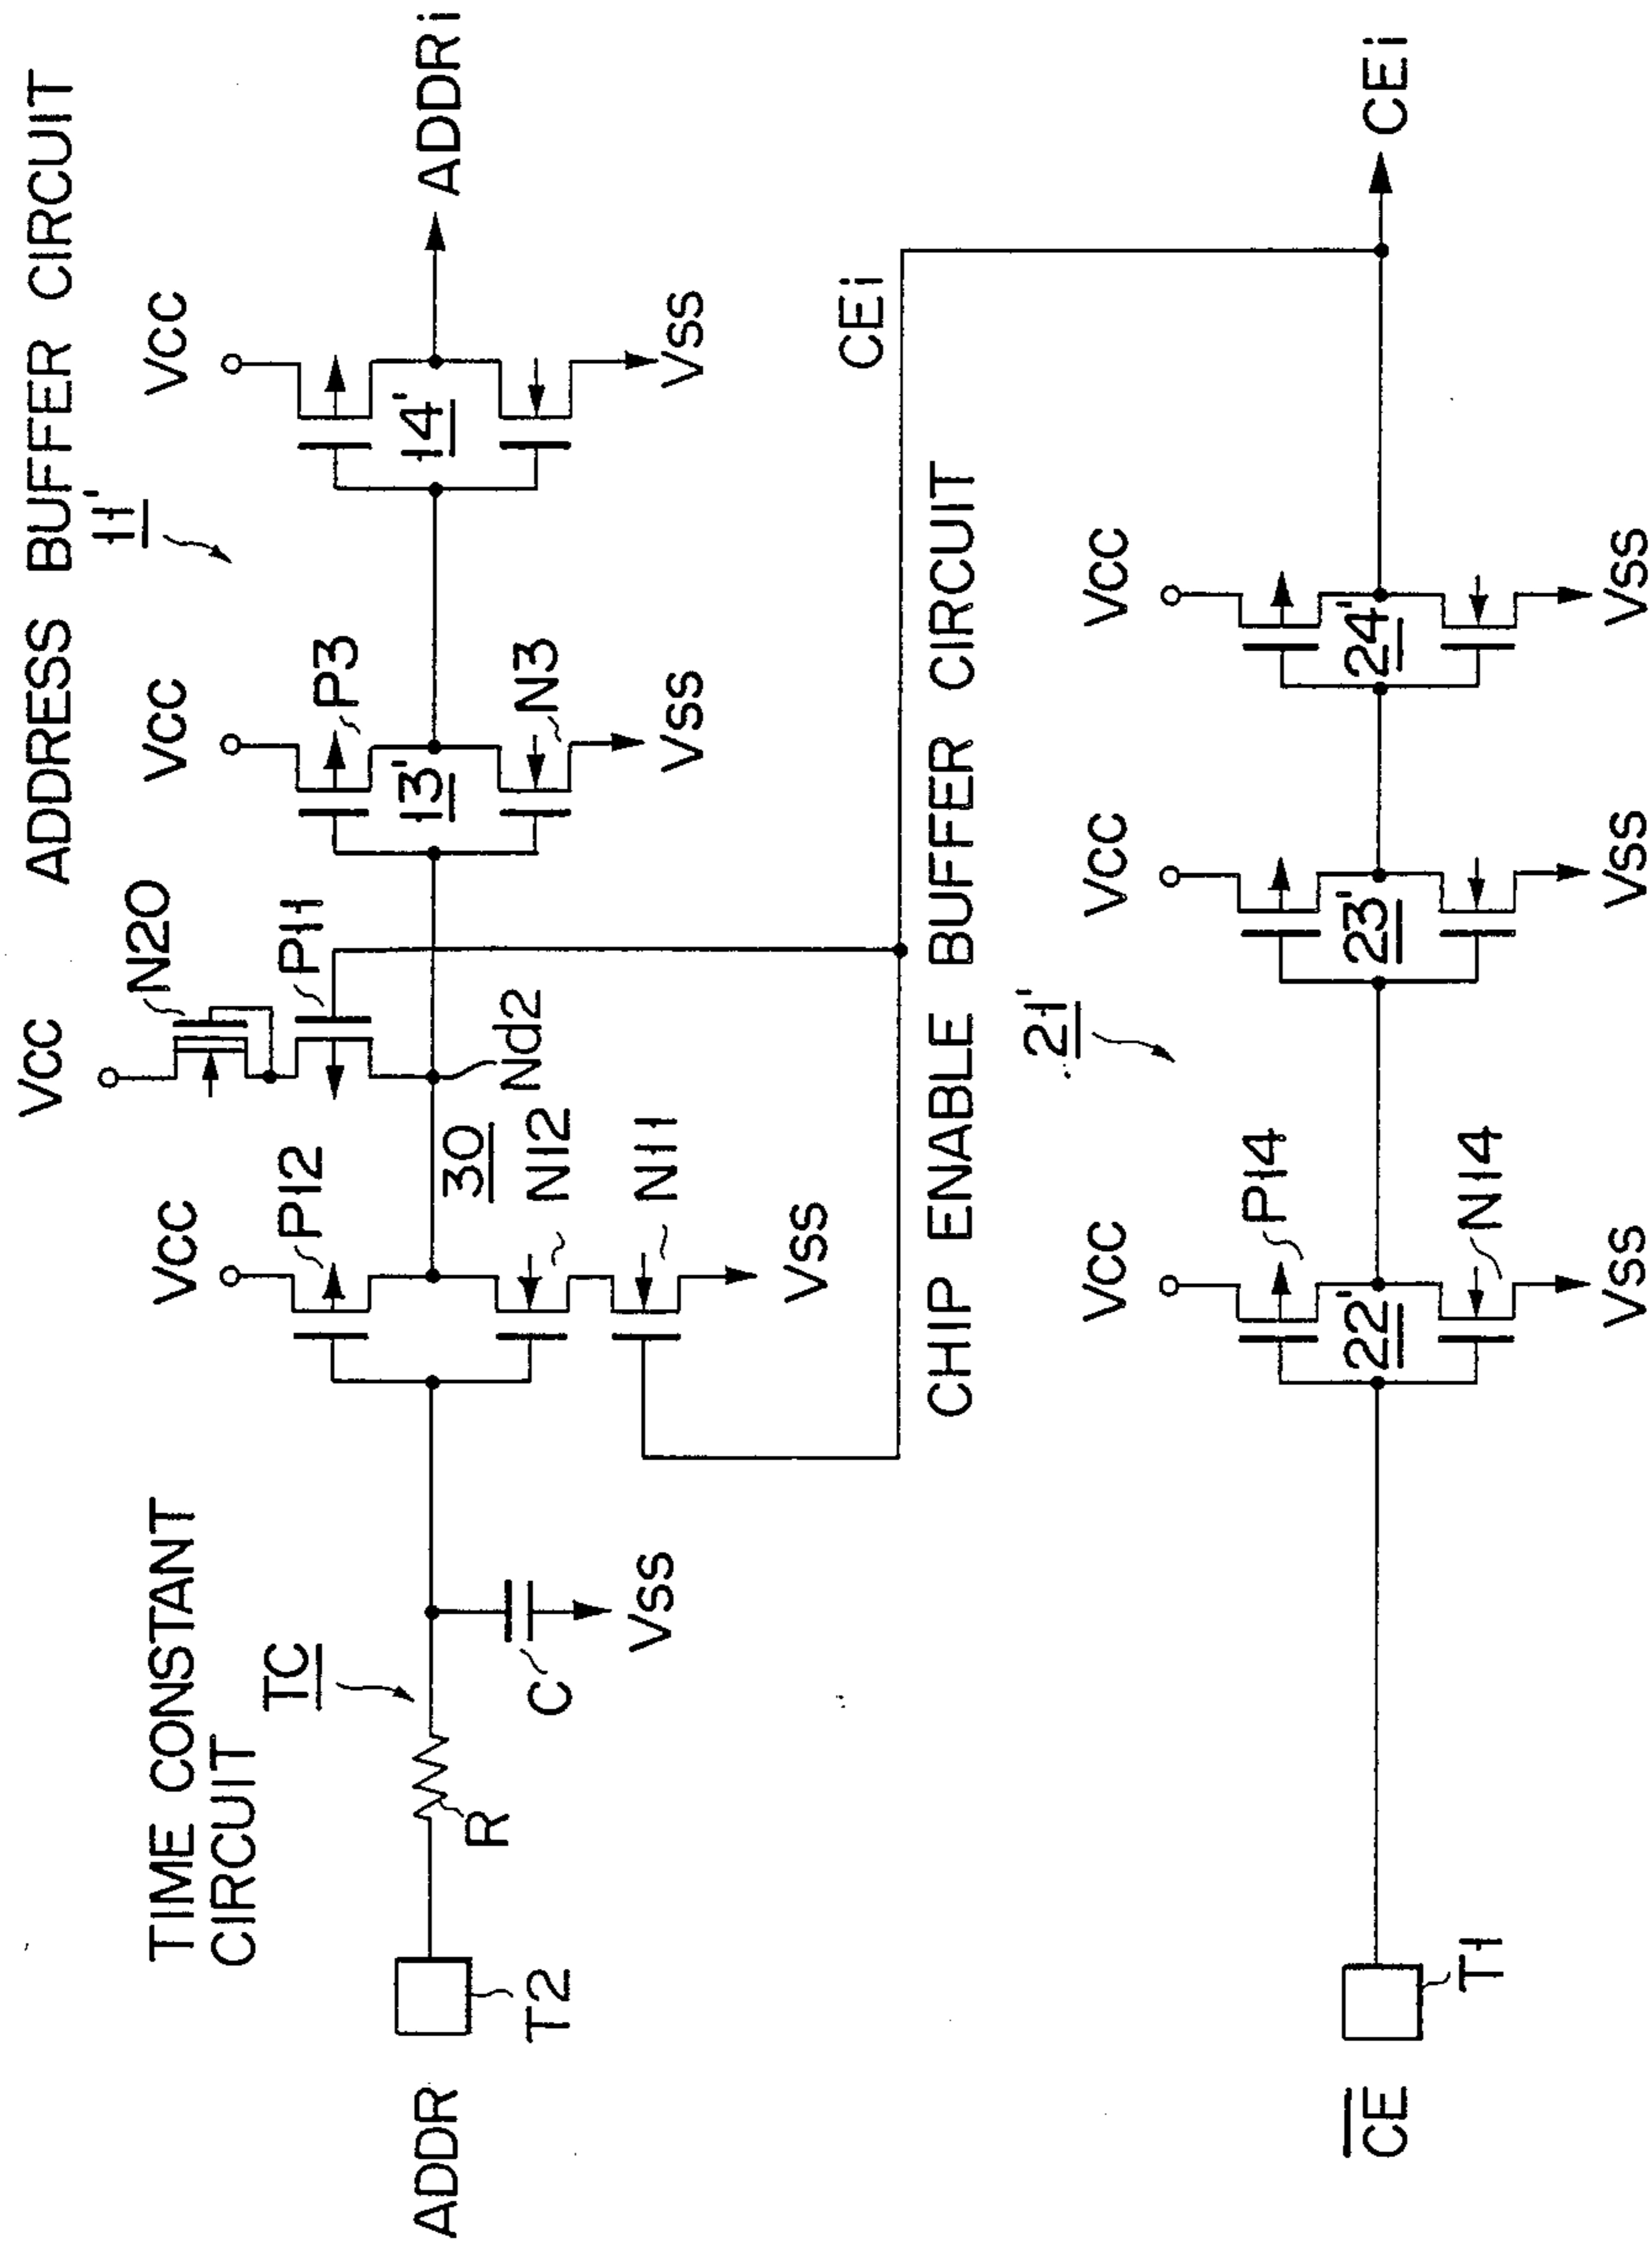 ADDRESS BUFFER CIRCUIT
11'
TIME CONSTANT
CIRCUIT
TC
ADDR
T2
R
C
VSS
VCC
P12
30
N12
N11
VSS
VCC
N20
P11
Nd2
VCC
P3
13'
N3
VSS
VCC
14'
VSS
ADDRi
CEi
CHIP ENABLE BUFFER CIRCUIT
21'
CE
T1
VCC
P14
22'
N14
VSS
VCC
23'
VSS
VCC
24'
VSS
CEi